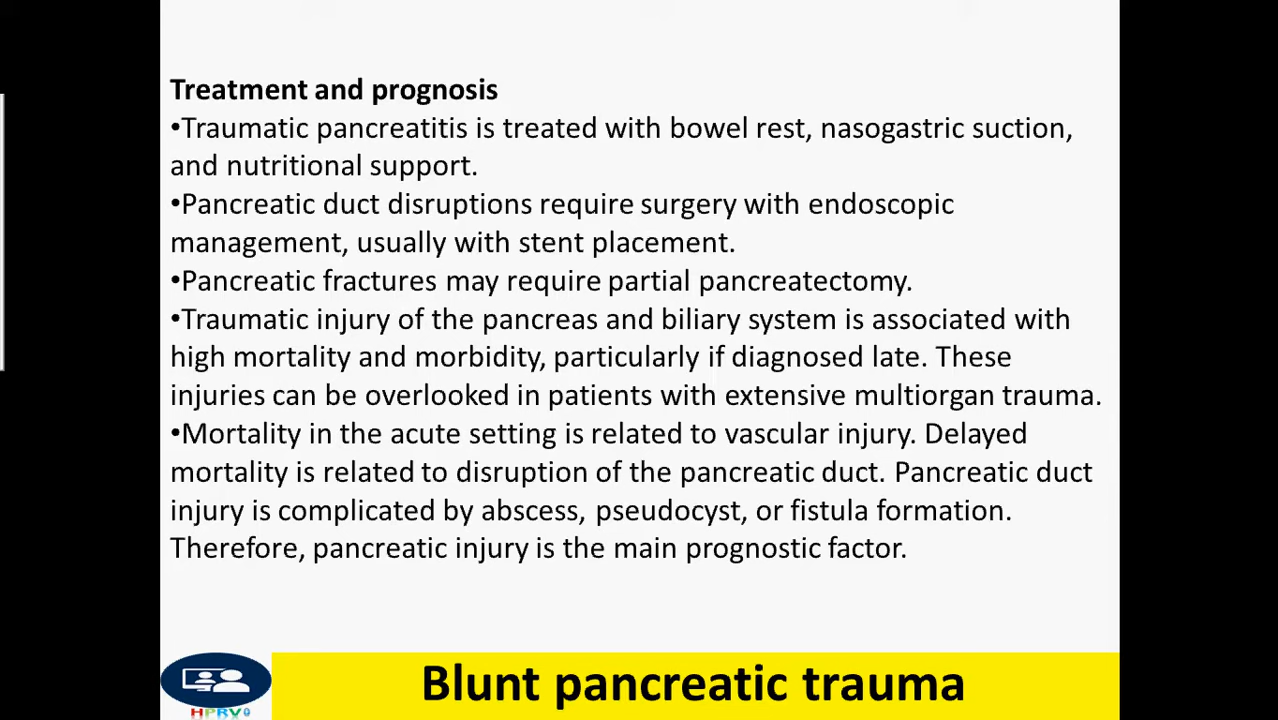 Treatment and prognosis
•Traumatic pancreatitis is treated with bowel rest, nasogastric suction,
and nutritional support.
•Pancreatic duct disruptions require surgery with endoscopic
management, usually with stent placement.
•Pancreatic fractures may require partial pancreatectomy.
•Traumatic injury of the pancreas and biliary system is associated with
high mortality and morbidity, particularly if diagnosed late. These
injuries can be overlooked in patients with extensive multiorgan trauma.
•Mortality in the acute setting is related to vascular injury. Delayed
mortality is related to disruption of the pancreatic duct. Pancreatic duct
injury is complicated by abscess, pseudocyst, or fistula formation.
Therefore, pancreatic injury is the main prognostic factor.
Blunt pancreatic trauma